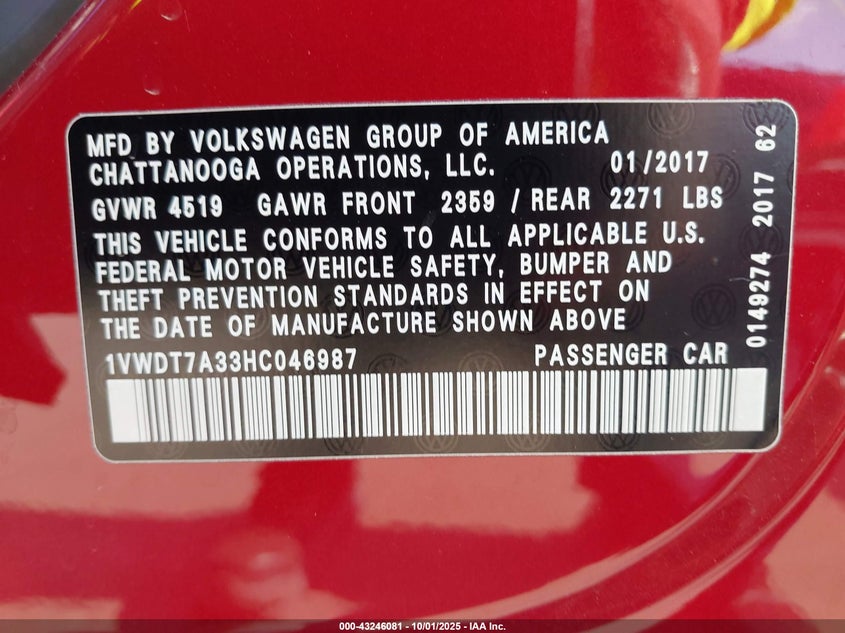 MFD BY VOLKSWAGEN GROUP OF AMERICA
CHATTANOOGA OPERATIONS, LLC. 01/2017
GVWR 4519 GAWR FRONT 2359 / REAR 2271 LBS
THIS VEHICLE CONFORMS TO ALL APPLICABLE U.S.
FEDERAL MOTOR VEHICLE SAFETY, BUMPER AND
THEFT PREVENTION STANDARDS IN EFFECT ON
THE DATE OF MANUFACTURE SHOWN ABOVE
1VWDT7A33HC046987 PASSENGER CAR
0149274 2017 62
000-43246081 - 10/01/2025 - IAA Inc.